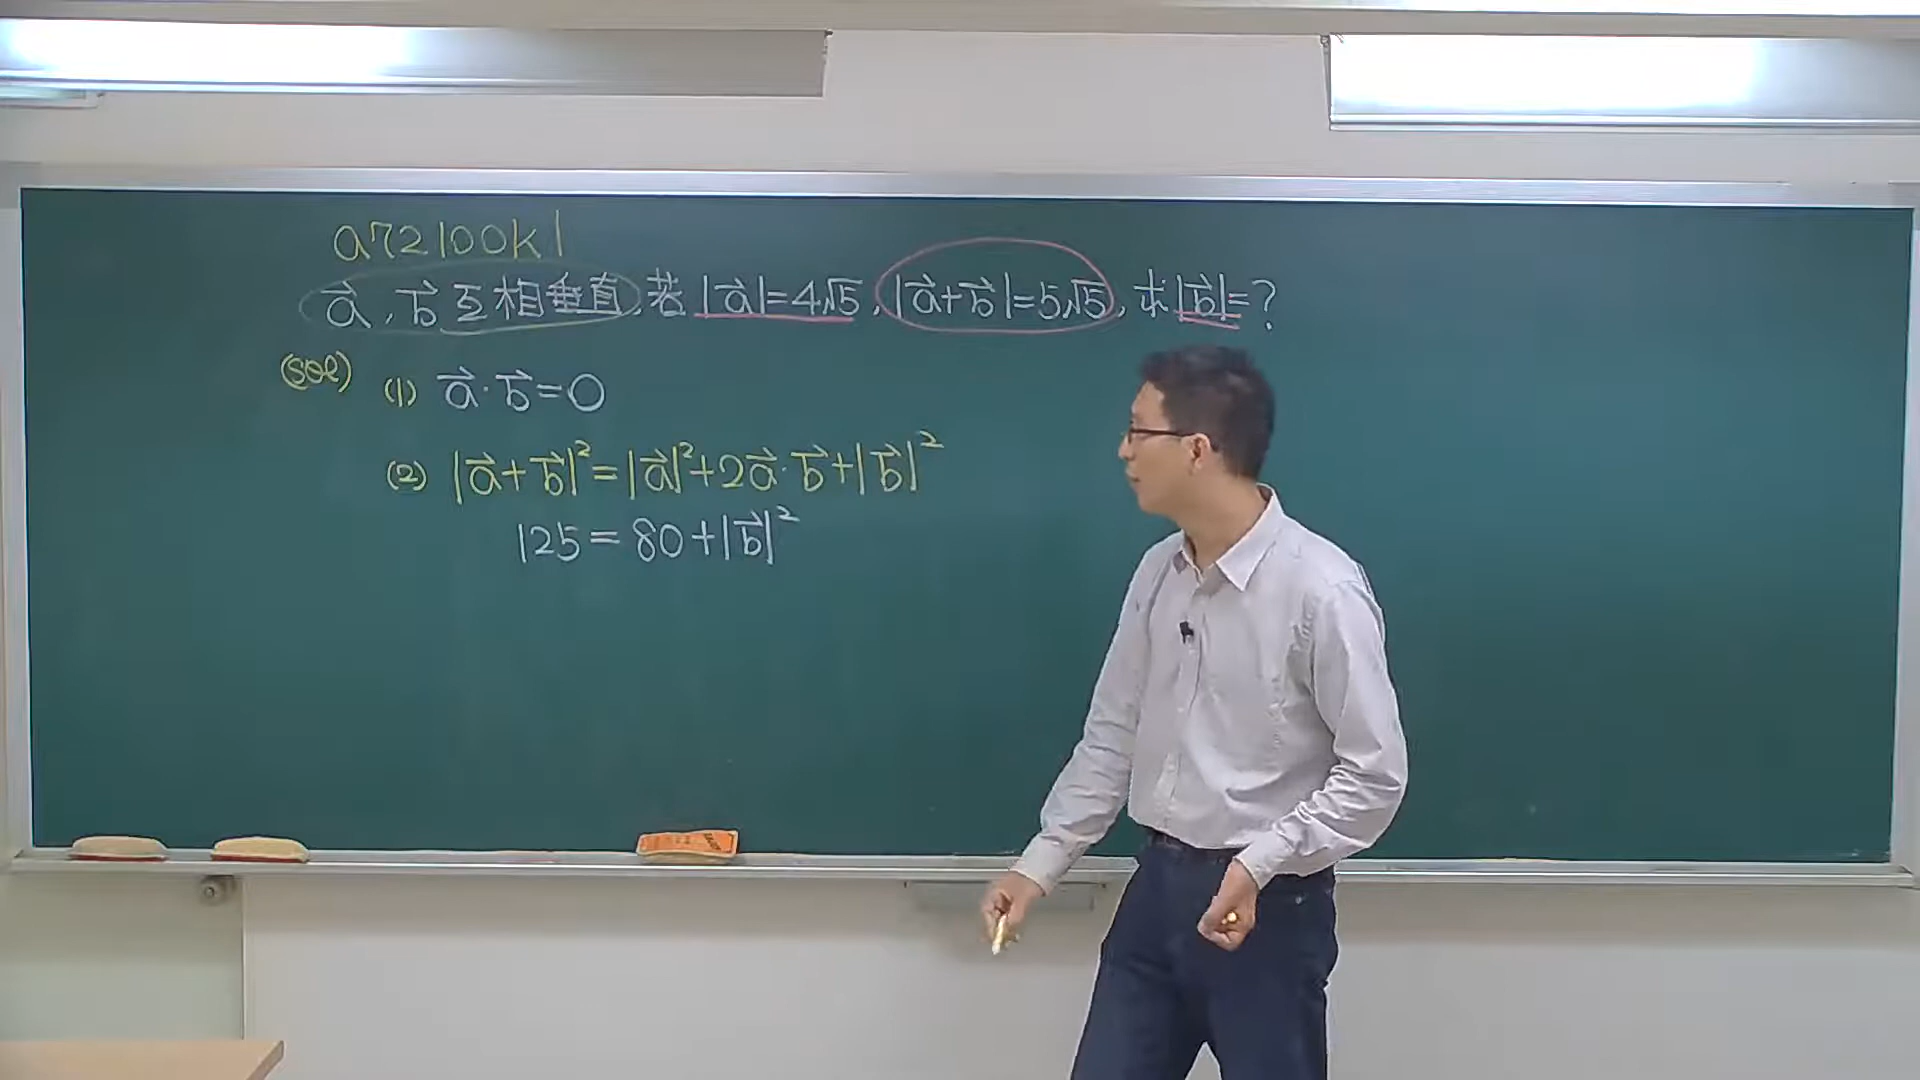 a72100k1
a⃗, b⃗ 互相垂直, 若 |a⃗|=4√5, |a⃗+b⃗|=5√5, 求|b⃗|=?
(sol) (1) a⃗·b⃗=0
(2) |a⃗+b⃗|²=|a⃗|²+2a⃗·b⃗+|b⃗|²
125=80+|b⃗|²